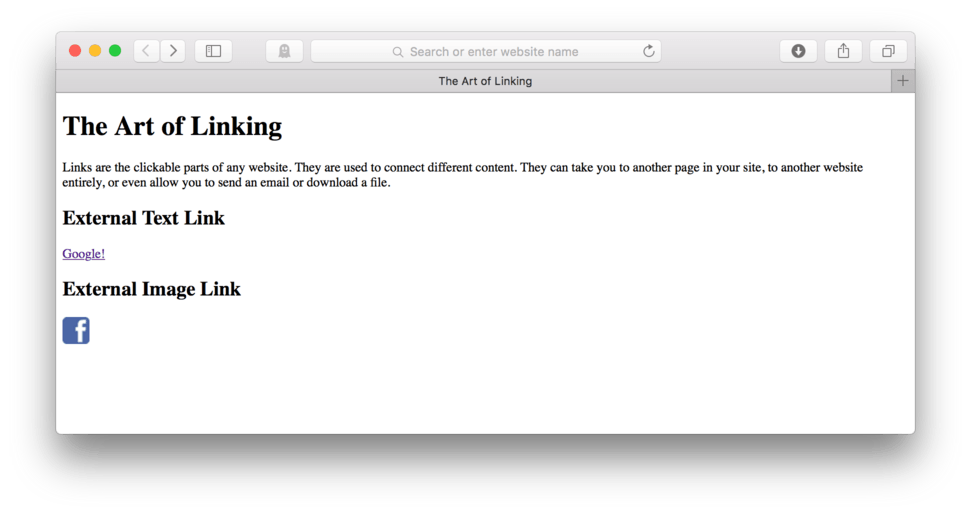 Search or enter website name
The Art of Linking
The Art of Linking
Links are the clickable parts of any website. They are used to connect different content. They can take you to another page in your site, to another website
entirely, or even allow you to send an email or download a file.
External Text Link
Google!
External Image Link
f